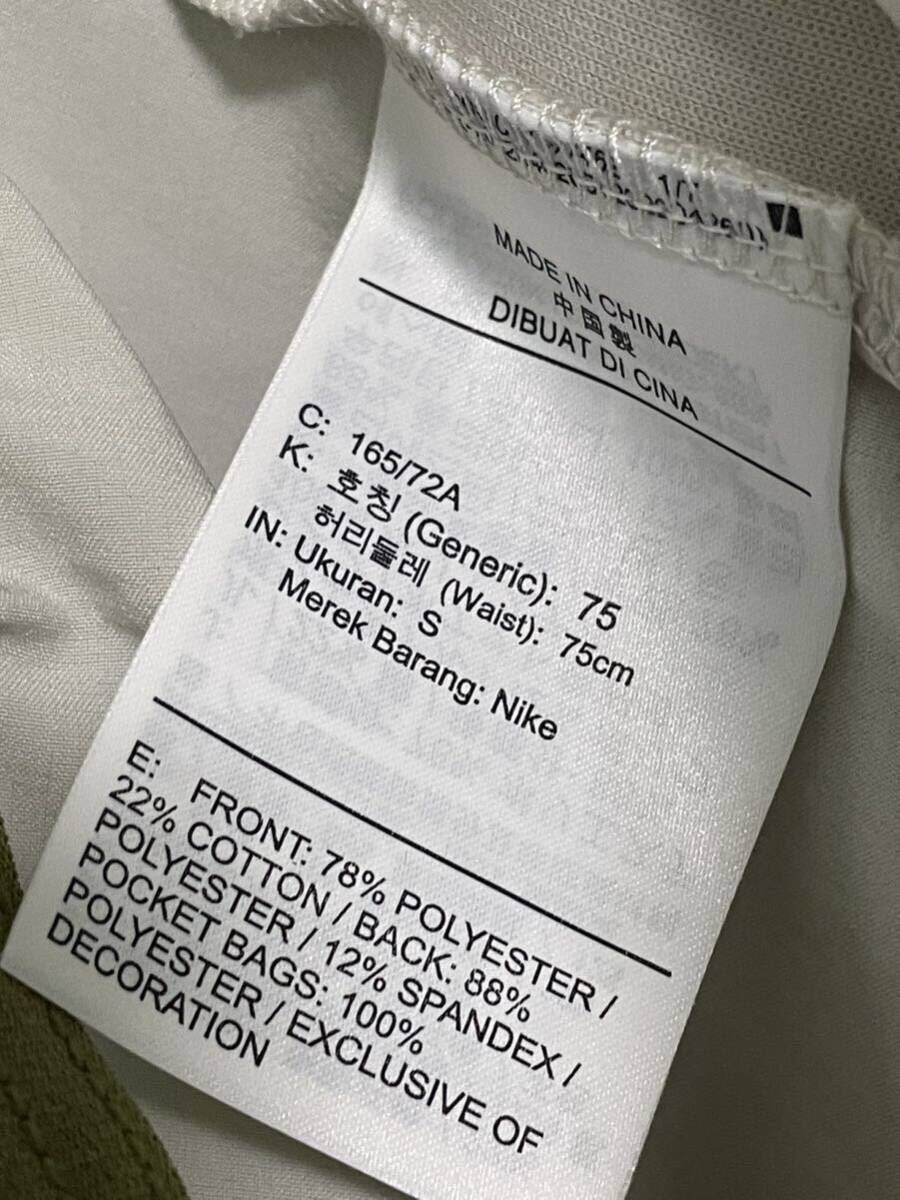 MADE IN CHINA
中国製
DIBUAT DI CINA
C: 165/72A
K: 호칭 (Generic): 75
허리둘레 (Waist): 75cm
IN: Ukuran: S
Merek Barang: Nike
E: FRONT: 78% POLYESTER /
22% COTTON / BACK: 88%
POLYESTER / 12% SPANDEX /
POCKET BAGS: 100%
POLYESTER / EXCLUSIVE OF
DECORATION